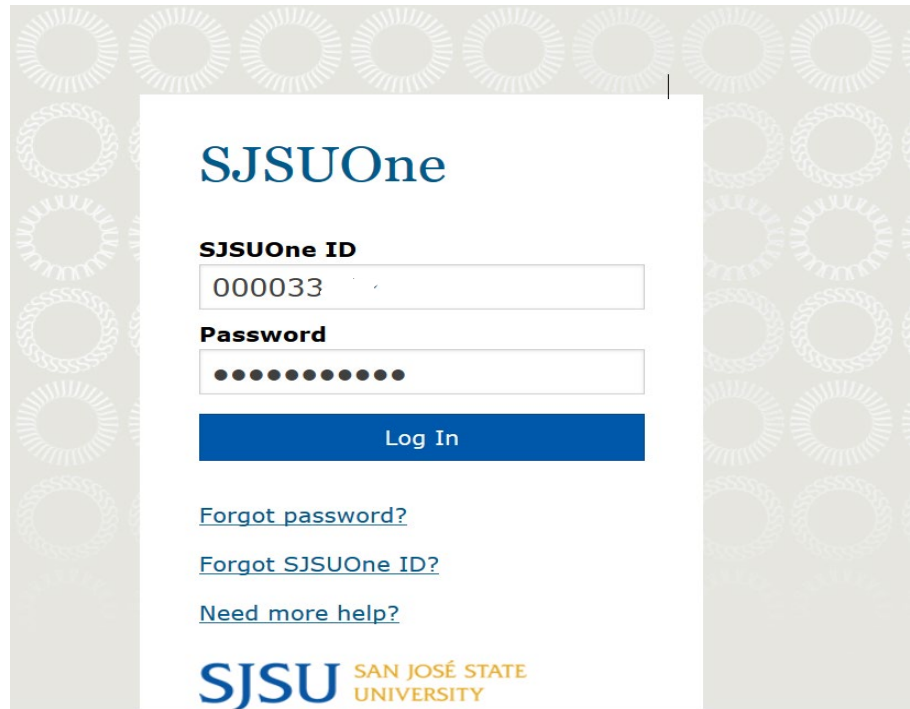 SJSUOne
SJSUOne ID
000033
Password
●●●●●●●●●●●
Log In
Forgot password?
Forgot SJSUOne ID?
Need more help?
SJSU SAN JOSÉ STATE
UNIVERSITY